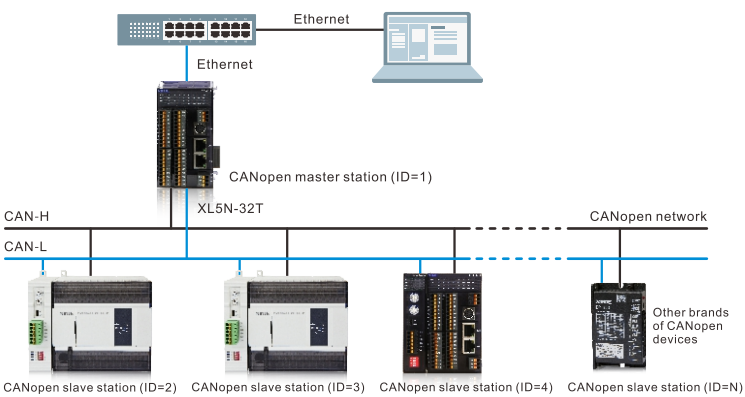 Ethernet
Ethernet
CANopen master station (ID=1)
XL5N-32T
CAN-H
CANopen network
CAN-L
Other brands
of CANopen
devices
CANopen slave station (ID=2)
CANopen slave station (ID=3)
CANopen slave station (ID=4)
CANopen slave station (ID=N)